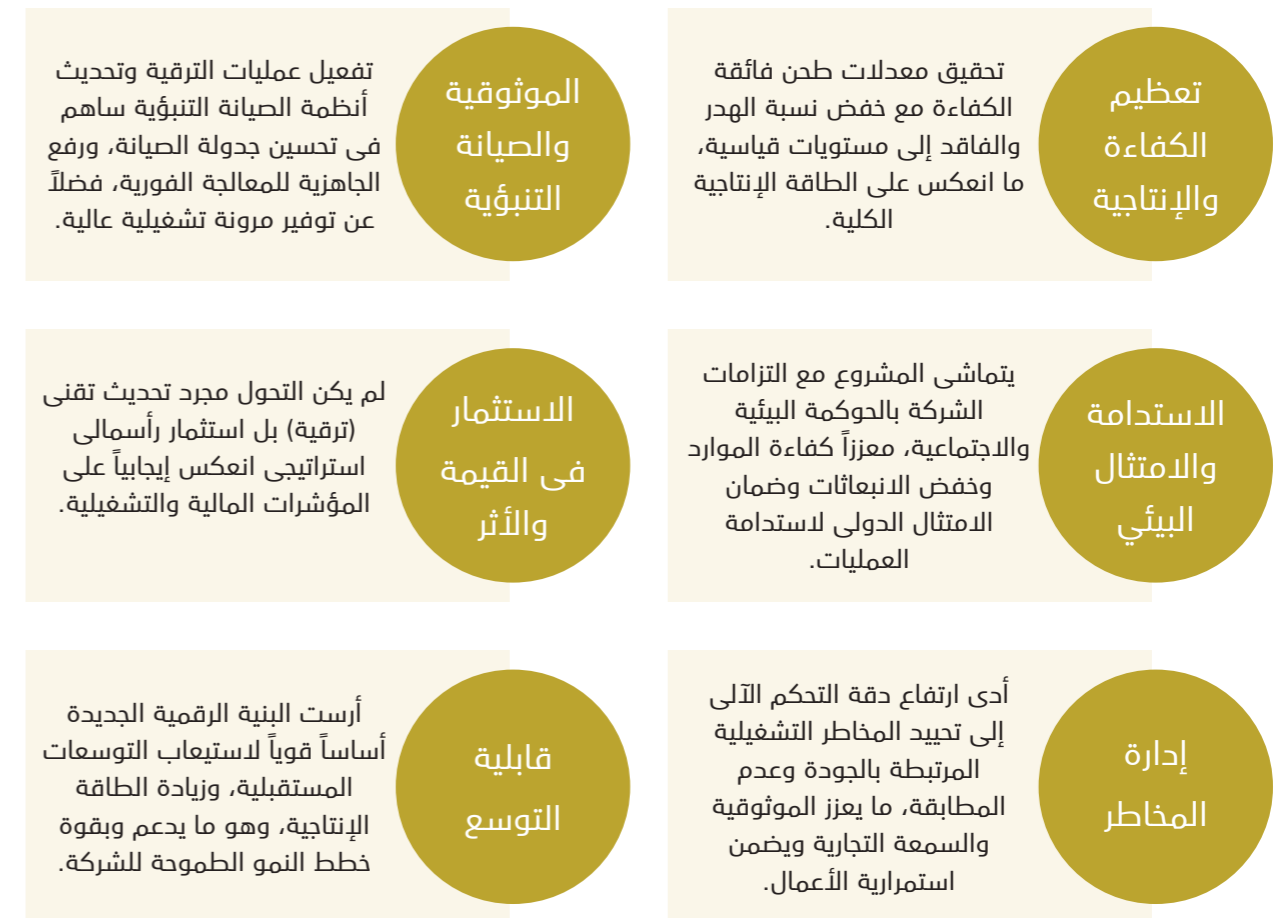 تعظيم
الكفاءة
والإنتاجية
تحقيق معدلات طحن فائقة
الكفاءة مع خفض نسبة الهدر
والفاقد إلى مستويات قياسية،
ما انعكس على الطاقة الإنتاجية
الكلية.
الموثوقية
والصيانة
التنبؤية
تفعيل عمليات الترقية وتحديث
أنظمة الصيانة التنبؤية ساهم
فى تحسين جدولة الصيانة، ورفع
الجاهزية للمعالجة الفورية، فضلاً
عن توفير مرونة تشغيلية عالية.
الاستدامة
والامتثال
البيئي
يتماشى المشروع مع التزامات
الشركة بالحوكمة البيئية
والاجتماعية، معززاً كفاءة الموارد
وخفض الانبعاثات وضمان
الامتثال الدولى لاستدامة
العمليات.
الاستثمار
فى القيمة
والأثر
لم يكن التحول مجرد تحديث تقنى
(ترقية) بل استثمار رأسمالى
استراتيجى انعكس إيجابياً على
المؤشرات المالية والتشغيلية.
إدارة
المخاطر
أدى ارتفاع دقة التحكم الآلى
إلى تحييد المخاطر التشغيلية
المرتبطة بالجودة وعدم
المطابقة، ما يعزز الموثوقية
والسمعة التجارية ويضمن
استمرارية الأعمال.
قابلية
التوسع
أرست البنية الرقمية الجديدة
أساساً قوياً لاستيعاب التوسعات
المستقبلية، وزيادة الطاقة
الإنتاجية، وهو ما يدعم وبقوة
خطط النمو الطموحة للشركة.